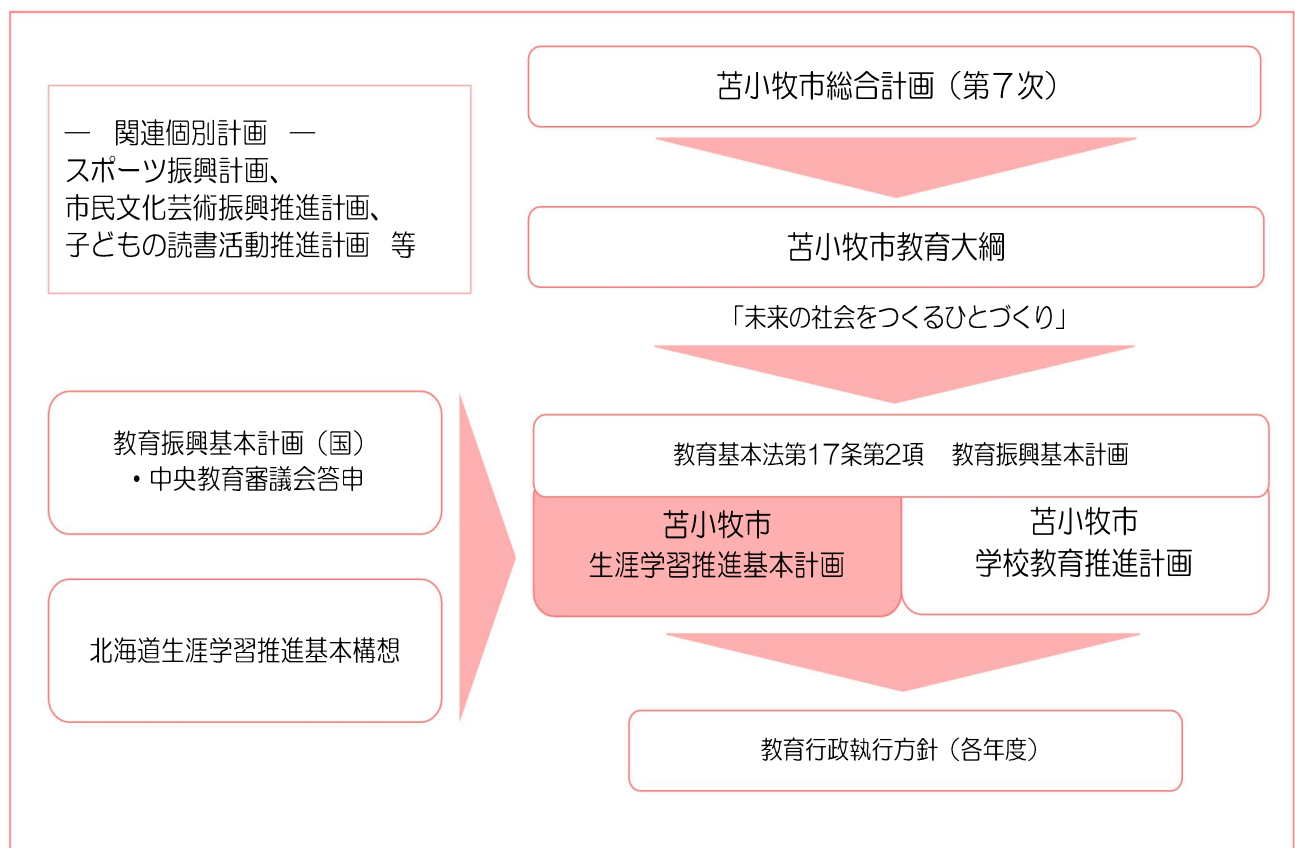 苫小牧市総合計画（第７次）
― 関連個別計画 ―
スポーツ振興計画、
市民文化芸術振興推進計画、
子どもの読書活動推進計画 等
苫小牧市教育大綱
「未来の社会をつくるひとづくり」
教育振興基本計画（国）
・中央教育審議会答申
北海道生涯学習推進基本構想
教育基本法第17条第2項　教育振興基本計画
苫小牧市
生涯学習推進基本計画
苫小牧市
学校教育推進計画
教育行政執行方針（各年度）